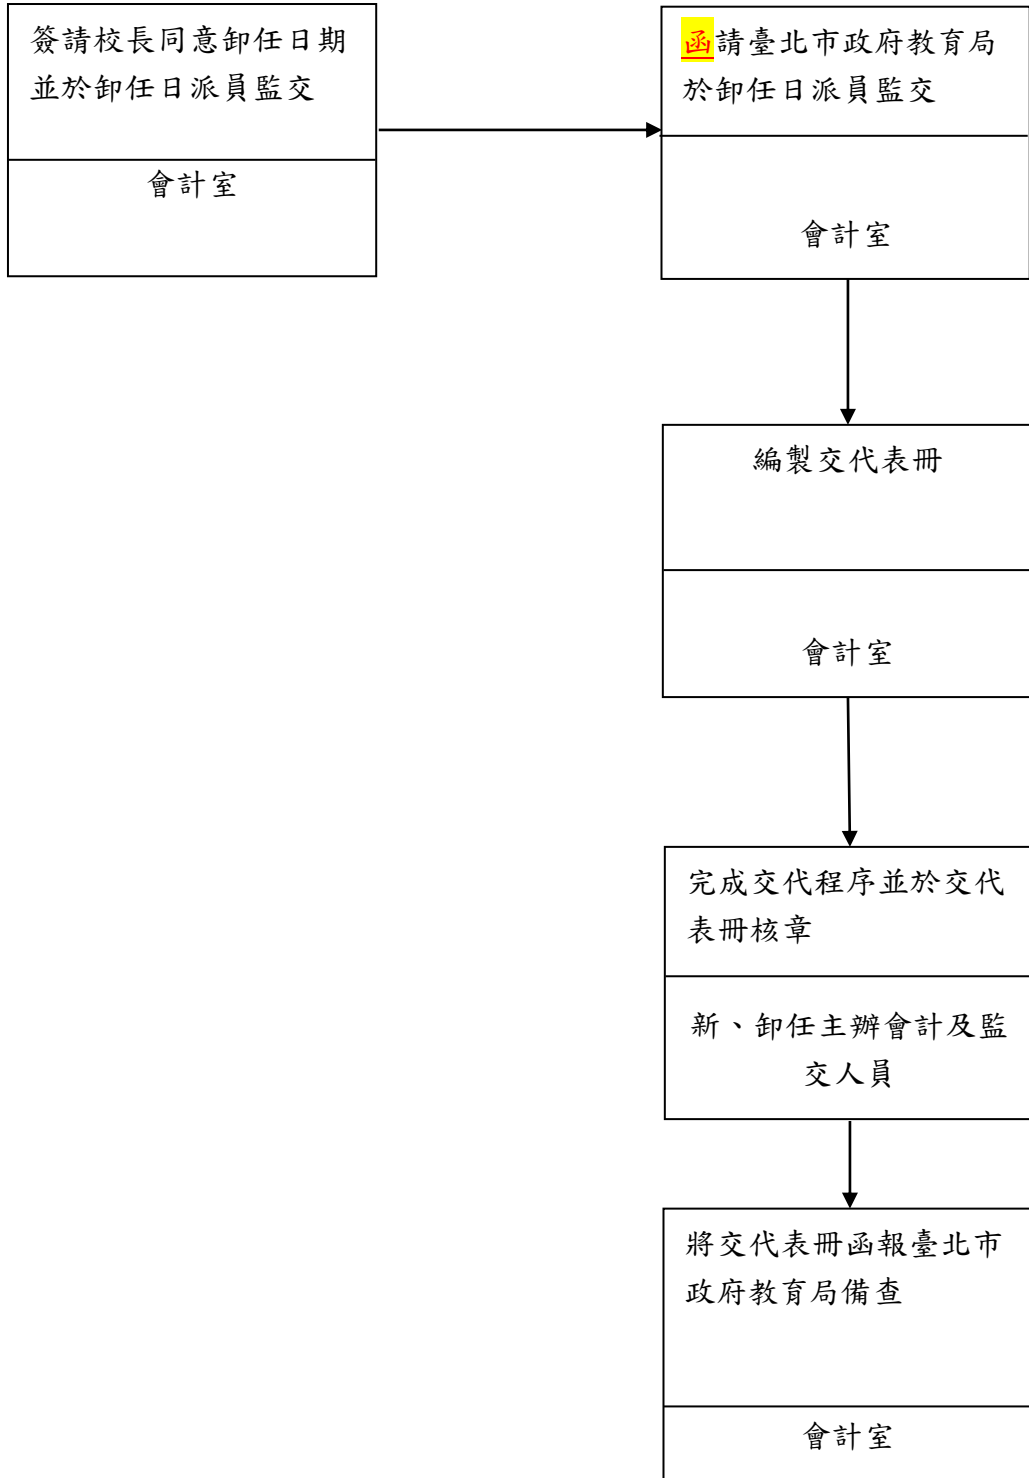 簽請校長同意卸任日期
並於卸任日派員監交
會計室
函請臺北市政府教育局
於卸任日派員監交
會計室
編製交代表冊
會計室
完成交代程序並於交代
表冊核章
新、卸任主辦會計及監
交人員
將交代表冊函報臺北市
政府教育局備查
會計室